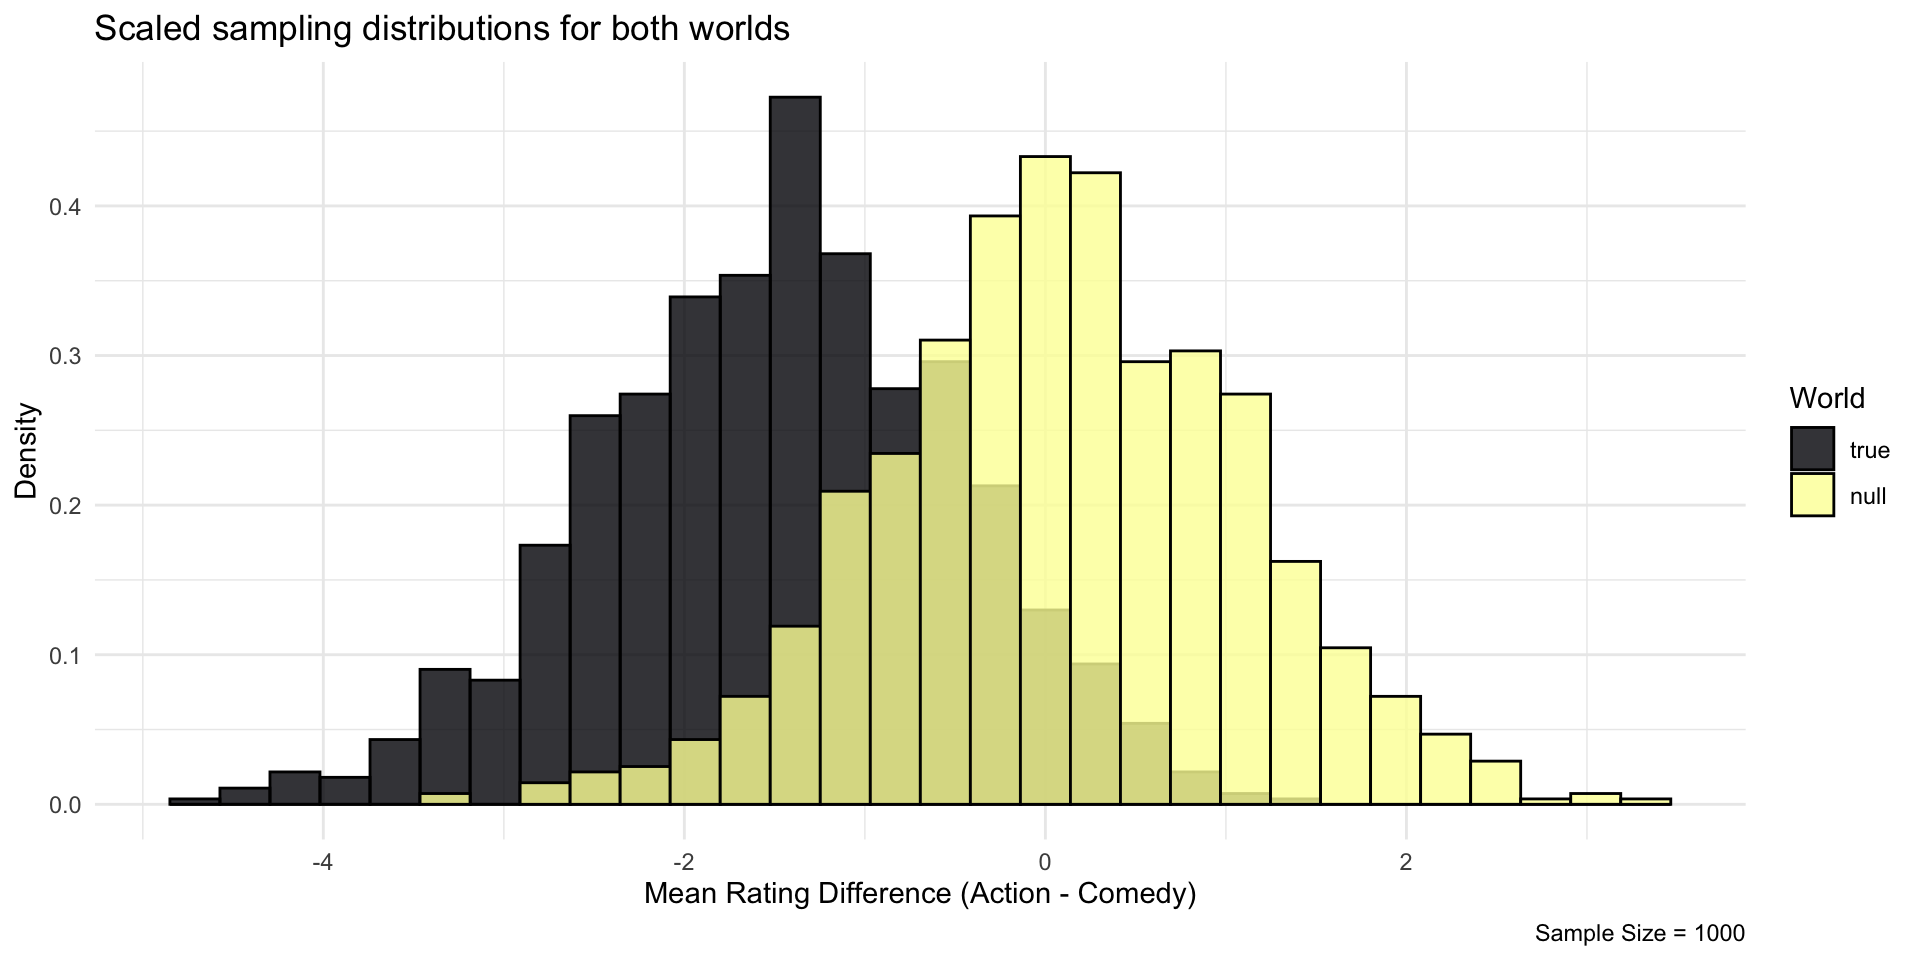 Scaled sampling distributions for both worlds
Density
0.4
0.3
0.2
0.1
0.0
-4
-2
0
2
Mean Rating Difference (Action - Comedy)
World
true
null
Sample Size = 1000